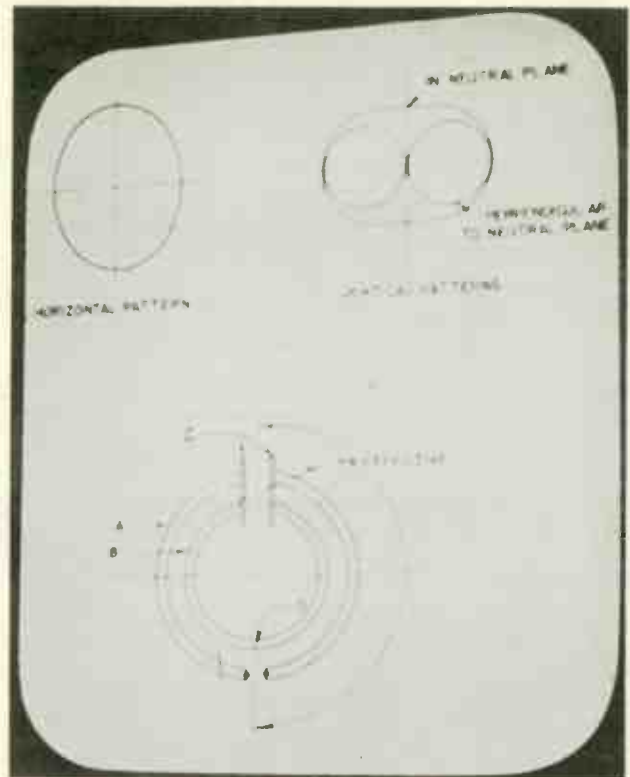 IN NEUTRAL PLANE
PERPENDICULAR
TO NEUTRAL PLANE
HORIZONTAL PATTERN
VERTICAL PATTERNS
A
B